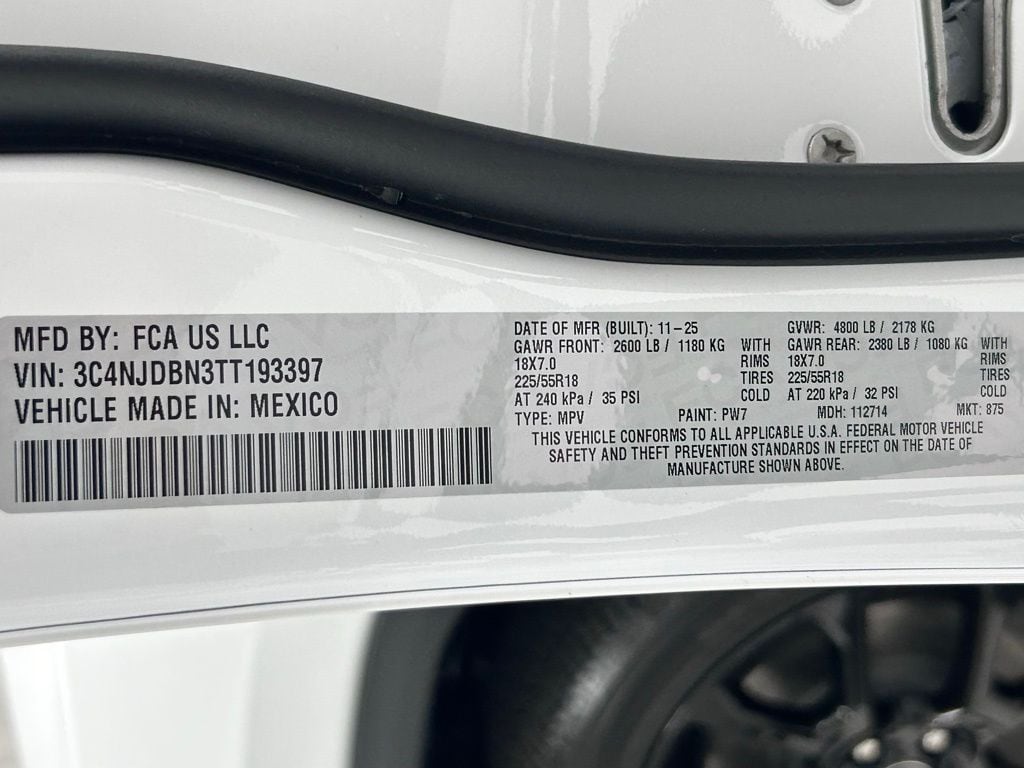 MFD BY: FCA US LLC
VIN: 3C4NJDBN3TT193397
VEHICLE MADE IN: MEXICO
DATE OF MFR (BUILT): 11-25 GVWR: 4800 LB / 2178 KG
GAWR FRONT: 2600 LB / 1180 KG WITH GAWR REAR: 2380 LB / 1080 KG WITH
18X7.0 RIMS 18X7.0 RIMS
225/55R18 TIRES 225/55R18 TIRES
AT 240 kPa / 35 PSI COLD AT 220 kPa / 32 PSI COLD
TYPE: MPV PAINT: PW7 MDH: 112714 MKT: 875
THIS VEHICLE CONFORMS TO ALL APPLICABLE U.S.A. FEDERAL MOTOR VEHICLE
SAFETY AND THEFT PREVENTION STANDARDS IN EFFECT ON THE DATE OF
MANUFACTURE SHOWN ABOVE.